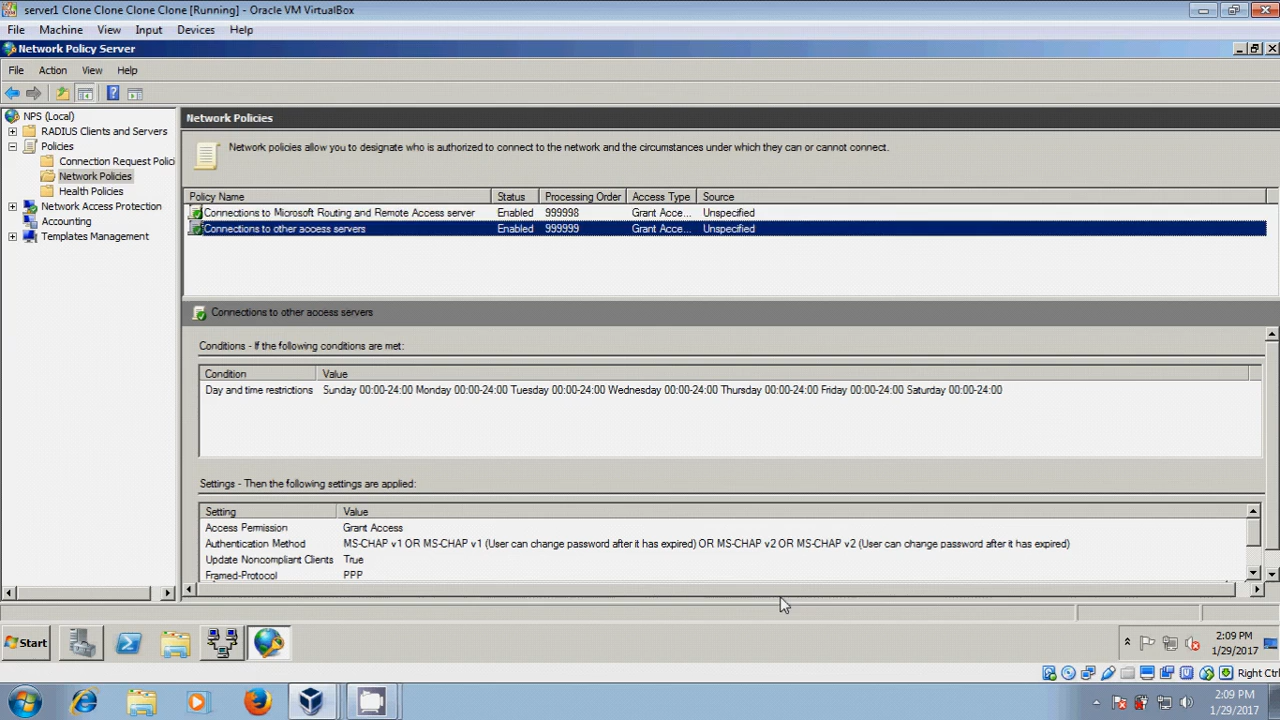 server1 Clone Clone Clone Clone [Running] - Oracle VM VirtualBox
File Machine View Input Devices Help
Network Policy Server
File Action View Help
NPS (Local)
RADIUS Clients and Servers
Policies
Connection Request Polici
Network Policies
Health Policies
Network Access Protection
Accounting
Templates Management
Network Policies
Network policies allow you to designate who is authorized to connect to the network and the circumstances under which they can or cannot connect.
Policy Name Status Processing Order Access Type Source
Connections to Microsoft Routing and Remote Access server Enabled 999998 Grant Acce... Unspecified
Connections to other access servers Enabled 999999 Grant Acce... Unspecified
Connections to other access servers
Conditions - If the following conditions are met:
Condition Value
Day and time restrictions Sunday 00:00-24:00 Monday 00:00-24:00 Tuesday 00:00-24:00 Wednesday 00:00-24:00 Thursday 00:00-24:00 Friday 00:00-24:00 Saturday 00:00-24:00
Settings - Then the following settings are applied:
Setting Value
Access Permission Grant Access
Authentication Method MS-CHAP v1 OR MS-CHAP v1 (User can change password after it has expired) OR MS-CHAP v2 OR MS-CHAP v2 (User can change password after it has expired)
Update Noncompliant Clients True
Framed-Protocol PPP
Start
2:09 PM
1/29/2017
Right Ctrl
2:09 PM
1/29/2017